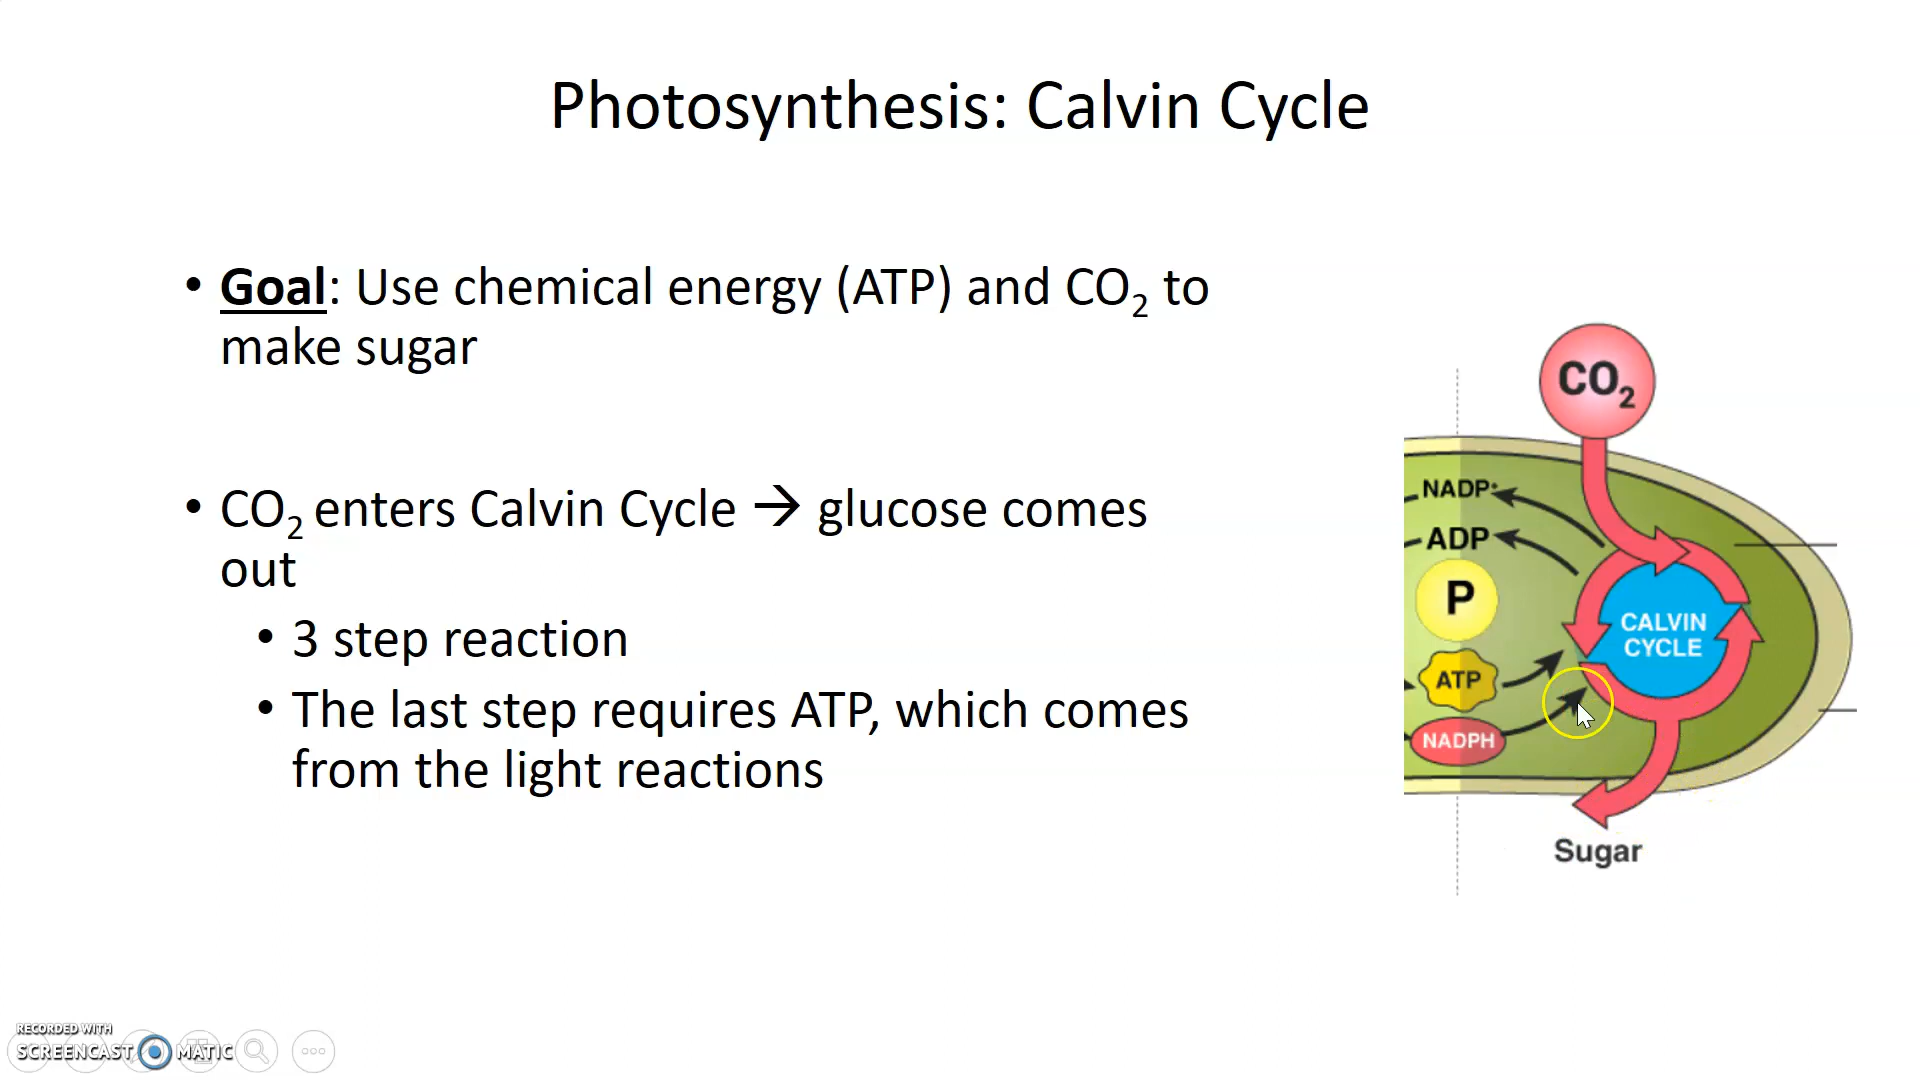 Photosynthesis: Calvin Cycle
• Goal: Use chemical energy (ATP) and CO₂ to
make sugar
• CO₂ enters Calvin Cycle → glucose comes
out
• 3 step reaction
• The last step requires ATP, which comes
from the light reactions
CO₂
NADP⁺
ADP
P
ATP
NADPH
CALVIN
CYCLE
Sugar
RECORDED WITH
SCREENCAST MATIC